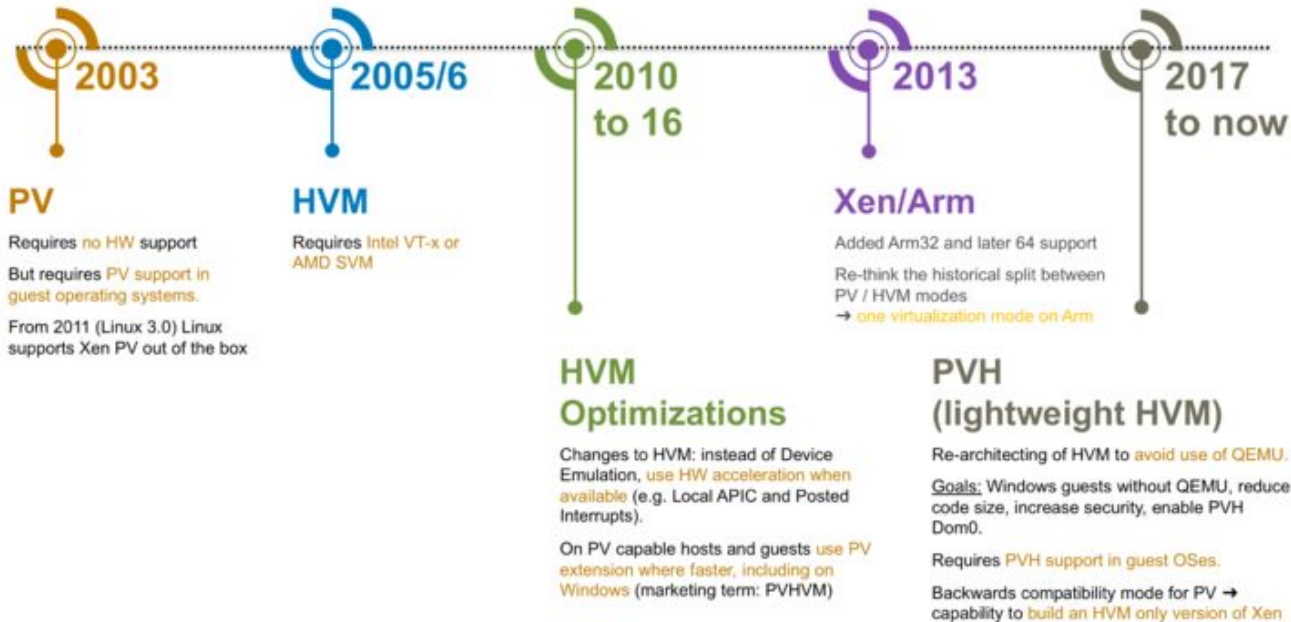 2003
PV
Requires no HW support
But requires PV support in
guest operating systems.
From 2011 (Linux 3.0) Linux
supports Xen PV out of the box
2005/6
HVM
Requires Intel VT-x or
AMD SVM
2010
to 16
HVM
Optimizations
Changes to HVM: instead of Device
Emulation, use HW acceleration when
available (e.g. Local APIC and Posted
Interrupts).
On PV capable hosts and guests use PV
extension where faster, including on
Windows (marketing term: PVHVM)
2013
Xen/Arm
Added Arm32 and later 64 support
Re-think the historical split between
PV / HVM modes
→ one virtualization mode on Arm
2017
to now
PVH
(lightweight HVM)
Re-architecting of HVM to avoid use of QEMU.
Goals: Windows guests without QEMU, reduce
code size, increase security, enable PVH
Dom0.
Requires PVH support in guest OSes.
Backwards compatibility mode for PV →
capability to build an HVM only version of Xen